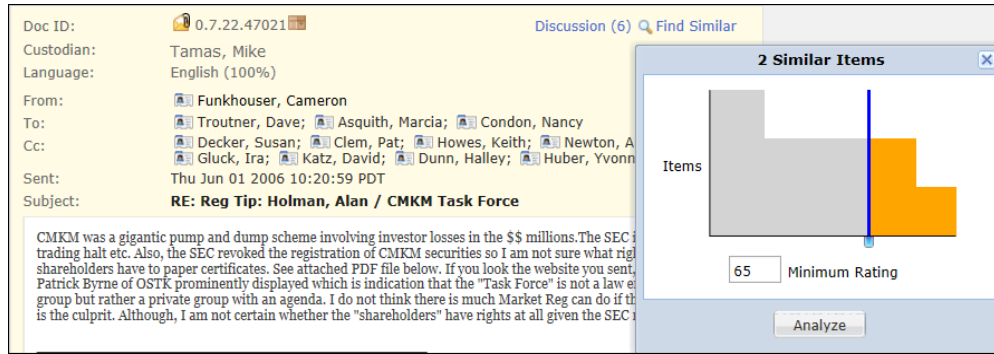 Doc ID: 0.7.22.47021 Discussion (6) Find Similar
Custodian: Tamas, Mike
Language: English (100%)
From: Funkhouser, Cameron
To: Troutner, Dave; Asquith, Marcia; Condon, Nancy
Cc: Decker, Susan; Clem, Pat; Howes, Keith; Newton, A
Gluck, Ira; Katz, David; Dunn, Halley; Huber, Yvonn
Sent: Thu Jun 01 2006 10:20:59 PDT
Subject: RE: Reg Tip: Holman, Alan / CMKM Task Force
CMKM was a gigantic pump and dump scheme involving investor losses in the $$ millions.The SEC i
trading halt etc. Also, the SEC revoked the registration of CMKM securities so I am not sure what righ
shareholders have to paper certificates. See attached PDF file below. If you look the website you sent,
Patrick Byrne of OSTK prominently displayed which is indication that the "Task Force" is not a law e
group but rather a private group with an agenda. I do not think there is much Market Reg can do if th
is the culprit. Although, I am not certain whether the "shareholders" have rights at all given the SEC
2 Similar Items
Items
65 Minimum Rating
Analyze